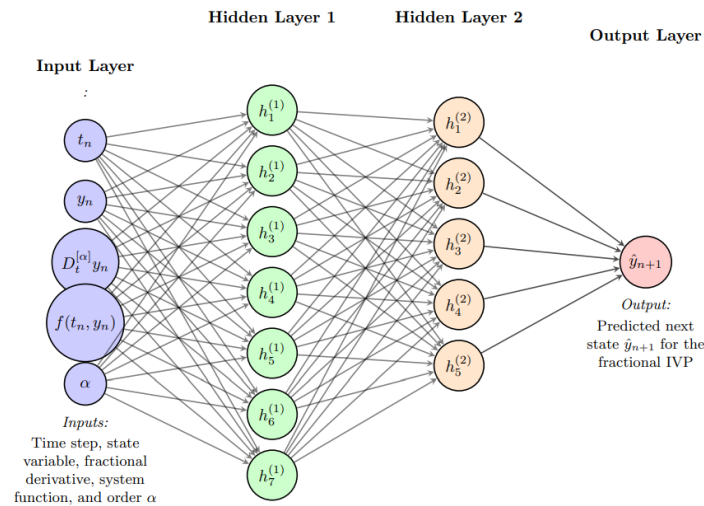 Hidden Layer 1
Hidden Layer 2
Output Layer
Input Layer
:
t_n
y_n
D_t^{[α]} y_n
f(t_n, y_n)
α
h_1^{(1)}
h_2^{(1)}
h_3^{(1)}
h_4^{(1)}
h_5^{(1)}
h_6^{(1)}
h_7^{(1)}
h_1^{(2)}
h_2^{(2)}
h_3^{(2)}
h_4^{(2)}
h_5^{(2)}
ŷ_{n+1}
Output:
Predicted next
state ŷ_{n+1} for the
fractional IVP
Inputs:
Time step, state
variable, fractional
derivative, system
function, and order α